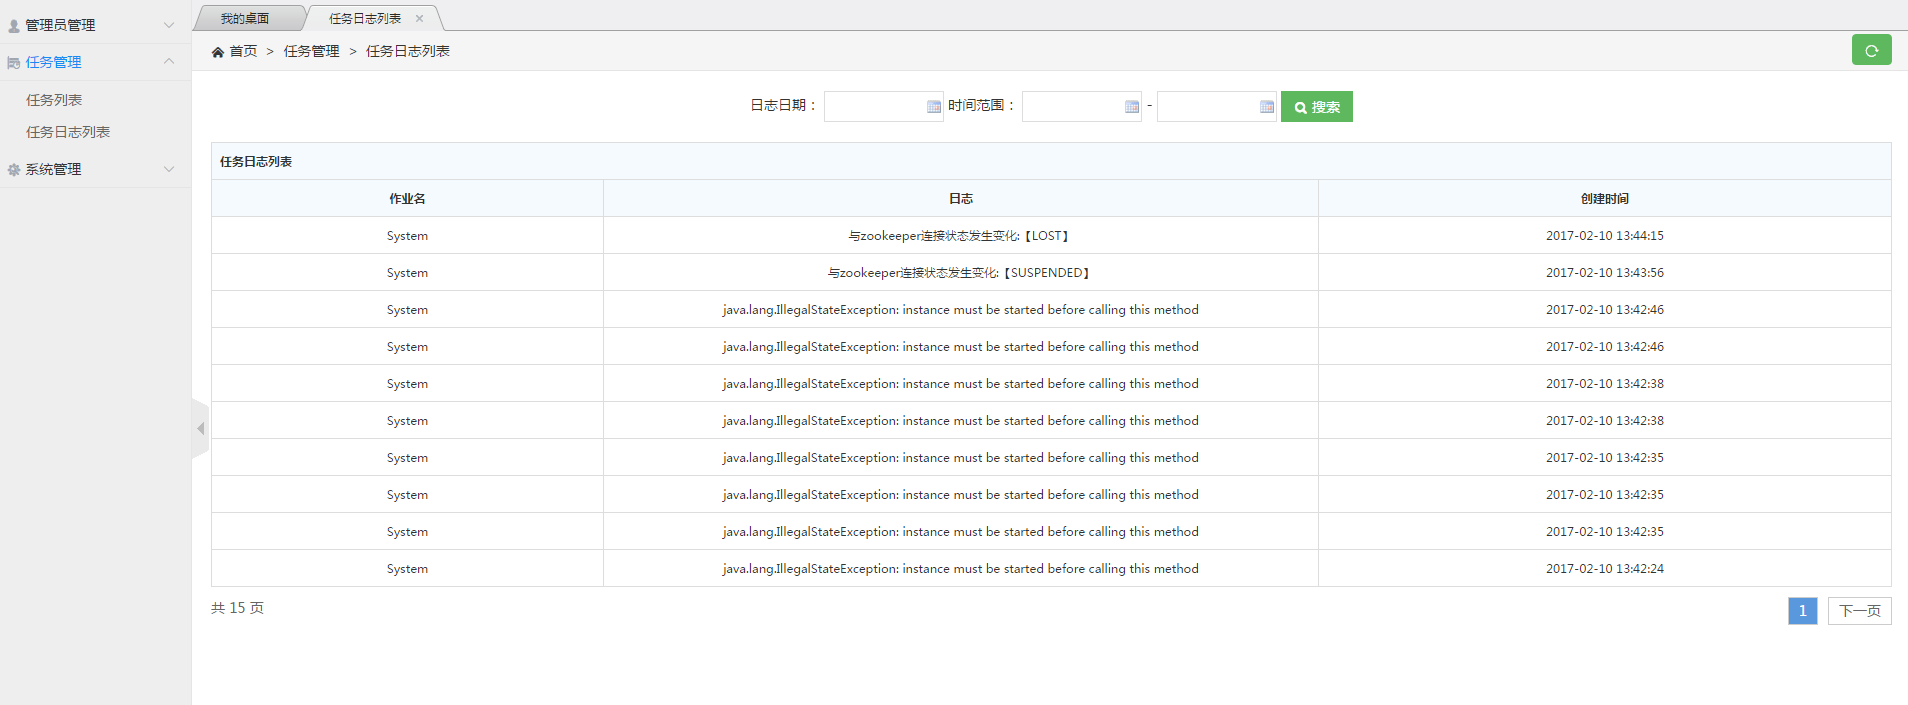 管理员管理
任务管理
任务列表
任务日志列表
系统管理
我的桌面
任务日志列表
首页 > 任务管理 > 任务日志列表
日志日期： 时间范围： - 搜索
任务日志列表
作业名 日志 创建时间
System 与zookeeper连接状态发生变化:【LOST】 2017-02-10 13:44:15
System 与zookeeper连接状态发生变化:【SUSPENDED】 2017-02-10 13:43:56
System java.lang.IllegalStateException: instance must be started before calling this method 2017-02-10 13:42:46
System java.lang.IllegalStateException: instance must be started before calling this method 2017-02-10 13:42:46
System java.lang.IllegalStateException: instance must be started before calling this method 2017-02-10 13:42:38
System java.lang.IllegalStateException: instance must be started before calling this method 2017-02-10 13:42:38
System java.lang.IllegalStateException: instance must be started before calling this method 2017-02-10 13:42:35
System java.lang.IllegalStateException: instance must be started before calling this method 2017-02-10 13:42:35
System java.lang.IllegalStateException: instance must be started before calling this method 2017-02-10 13:42:35
System java.lang.IllegalStateException: instance must be started before calling this method 2017-02-10 13:42:24
共 15 页 1 下一页